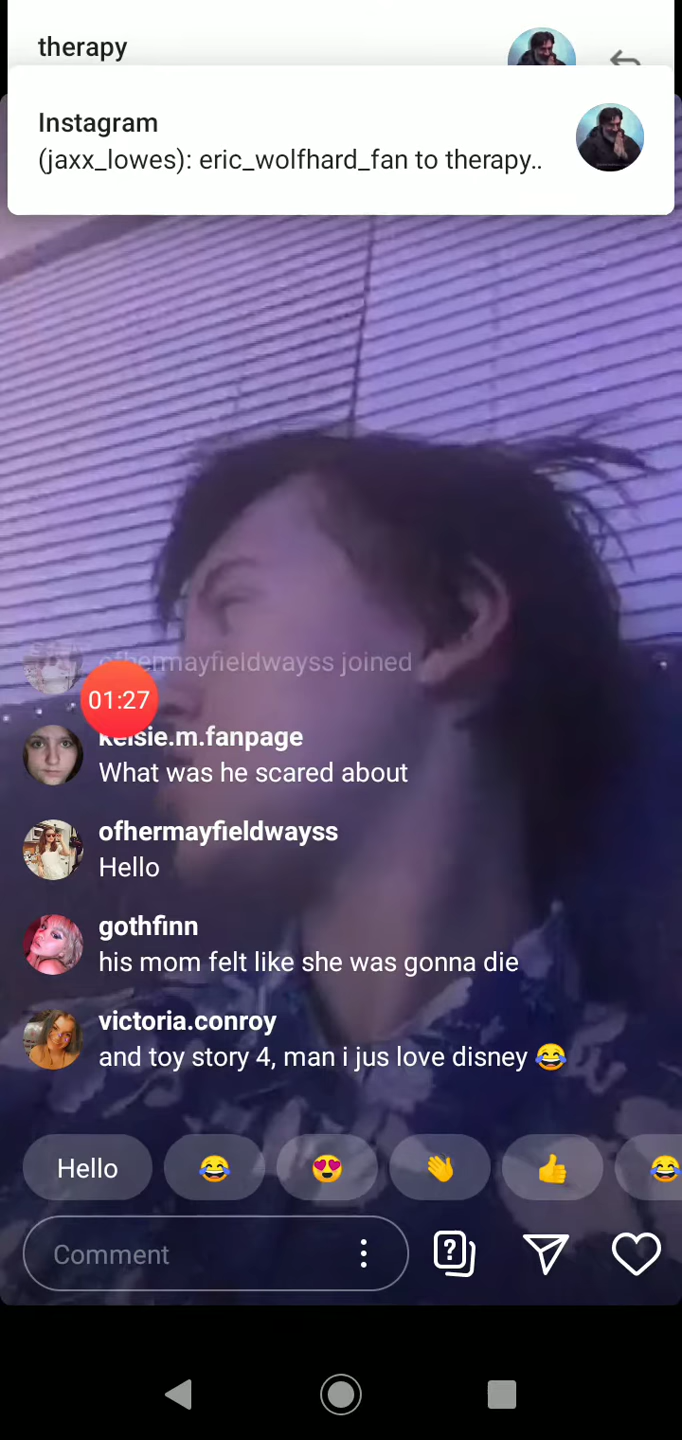 therapy
Instagram
(jaxx_lowes): eric_wolfhard_fan to therapy..
ofhermayfieldwayss joined
01:27
kelsie.m.fanpage
What was he scared about
ofhermayfieldwayss
Hello
gothfinn
his mom felt like she was gonna die
victoria.conroy
and toy story 4, man i jus love disney 😂
Hello 😂 😍 👏 👍 😂
Comment